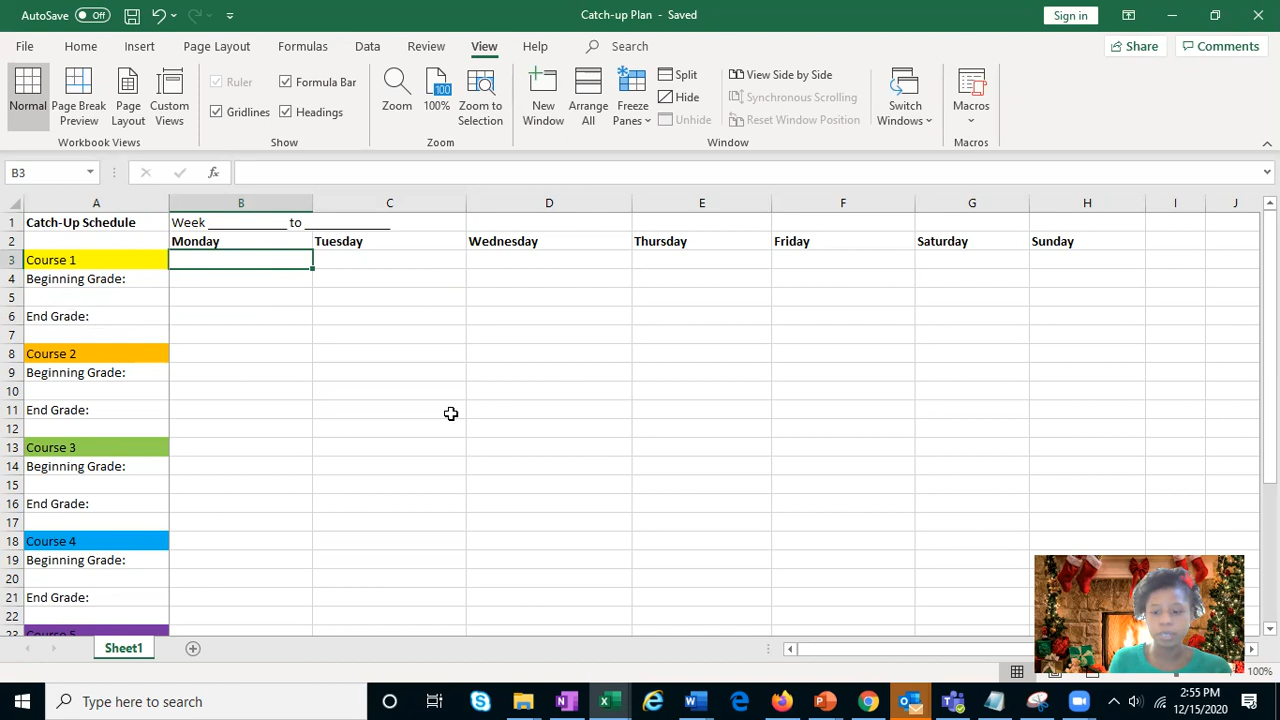 AutoSave Off Catch-up Plan - Saved Sign in
File Home Insert Page Layout Formulas Data Review View Help Search Share Comments
Normal Page Break Preview Page Layout Custom Views
Workbook Views
Ruler Formula Bar
Gridlines Headings
Show
Zoom 100% Zoom to Selection
Zoom
New Window Arrange All Freeze Panes
Split View Side by Side
Hide Synchronous Scrolling
Unhide Reset Window Position
Switch Windows
Window
Macros
Macros
B3 fx
A B C D E F G H I J
1 Catch-Up Schedule Week ____________ to _____________
2 Monday Tuesday Wednesday Thursday Friday Saturday Sunday
3 Course 1
4 Beginning Grade:
5
6 End Grade:
7
8 Course 2
9 Beginning Grade:
10
11 End Grade:
12
13 Course 3
14 Beginning Grade:
15
16 End Grade:
17
18 Course 4
19 Beginning Grade:
20
21 End Grade:
22
23 Course 5
Sheet1
100%
Type here to search
2:55 PM
12/15/2020